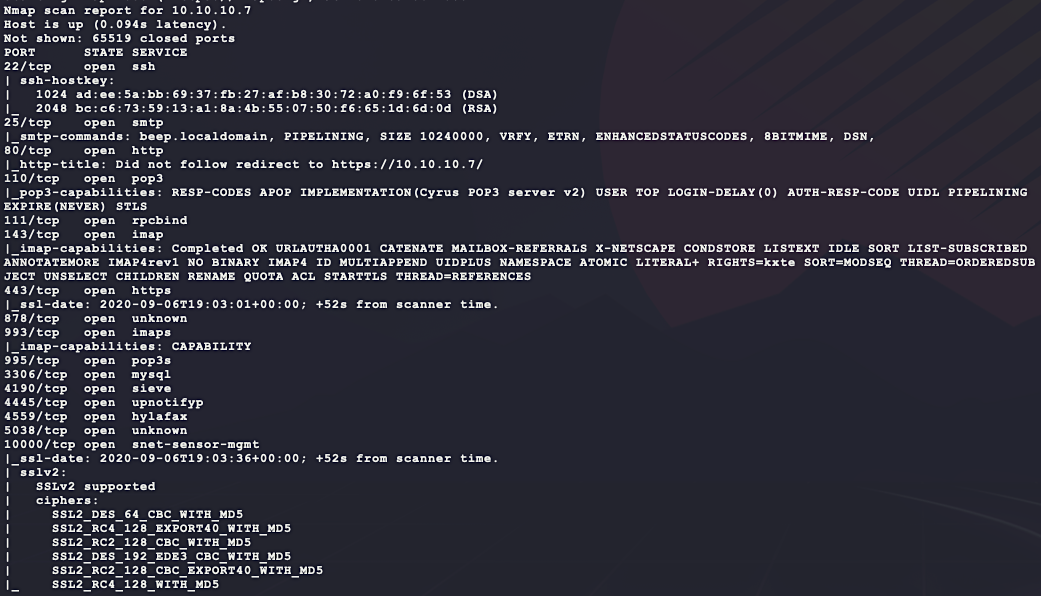 Nmap scan report for 10.10.10.7
Host is up (0.094s latency).
Not shown: 65519 closed ports
PORT      STATE SERVICE
22/tcp    open  ssh
| ssh-hostkey:
|   1024 ad:ee:5a:bb:69:37:fb:27:af:b8:30:72:a0:f9:6f:53 (DSA)
|_  2048 bc:c6:73:59:13:a1:8a:4b:55:07:50:f6:65:1d:6d:0d (RSA)
25/tcp    open  smtp
|_smtp-commands: beep.localdomain, PIPELINING, SIZE 10240000, VRFY, ETRN, ENHANCEDSTATUSCODES, 8BITMIME, DSN,
80/tcp    open  http
|_http-title: Did not follow redirect to https://10.10.10.7/
110/tcp   open  pop3
|_pop3-capabilities: RESP-CODES APOP IMPLEMENTATION(Cyrus POP3 server v2) USER TOP LOGIN-DELAY(0) AUTH-RESP-CODE UIDL PIPELINING
EXPIRE(NEVER) STLS
111/tcp   open  rpcbind
143/tcp   open  imap
|_imap-capabilities: Completed OK URLAUTHA0001 CATENATE MAILBOX-REFERRALS X-NETSCAPE CONDSTORE LISTEXT IDLE SORT LIST-SUBSCRIBED
ANNOTATEMORE IMAP4rev1 NO BINARY IMAP4 ID MULTIAPPEND UIDPLUS NAMESPACE ATOMIC LITERAL+ RIGHTS=kxte SORT=MODSEQ THREAD=ORDEREDSUB
JECT UNSELECT CHILDREN RENAME QUOTA ACL STARTTLS THREAD=REFERENCES
443/tcp   open  https
|_ssl-date: 2020-09-06T19:03:01+00:00; +52s from scanner time.
878/tcp   open  unknown
993/tcp   open  imaps
|_imap-capabilities: CAPABILITY
995/tcp   open  pop3s
3306/tcp  open  mysql
4190/tcp  open  sieve
4445/tcp  open  upnotifyp
4559/tcp  open  hylafax
5038/tcp  open  unknown
10000/tcp open  snet-sensor-mgmt
|_ssl-date: 2020-09-06T19:03:36+00:00; +52s from scanner time.
| sslv2:
|   SSLv2 supported
|   ciphers:
|     SSL2_DES_64_CBC_WITH_MD5
|     SSL2_RC4_128_EXPORT40_WITH_MD5
|     SSL2_RC2_128_CBC_WITH_MD5
|     SSL2_DES_192_EDE3_CBC_WITH_MD5
|     SSL2_RC2_128_CBC_EXPORT40_WITH_MD5
|_    SSL2_RC4_128_WITH_MD5